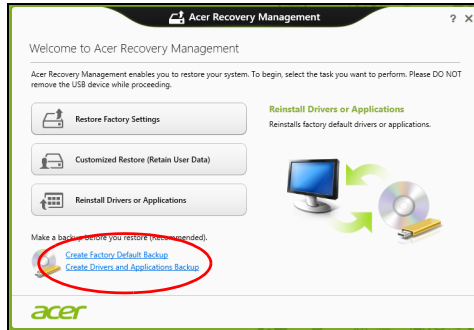 Acer Recovery Management
? X
Welcome to Acer Recovery Management
Acer Recovery Management enables you to restore your system. To begin, select the task you want to perform. Please DO NOT
remove the USB device while proceeding.
Restore Factory Settings
Customized Restore (Retain User Data)
Reinstall Drivers or Applications
Reinstall Drivers or Applications
Reinstalls factory default drivers or applications.
Make a backup before you restore (Recommended).
Create Factory Default Backup
Create Drivers and Applications Backup
acer